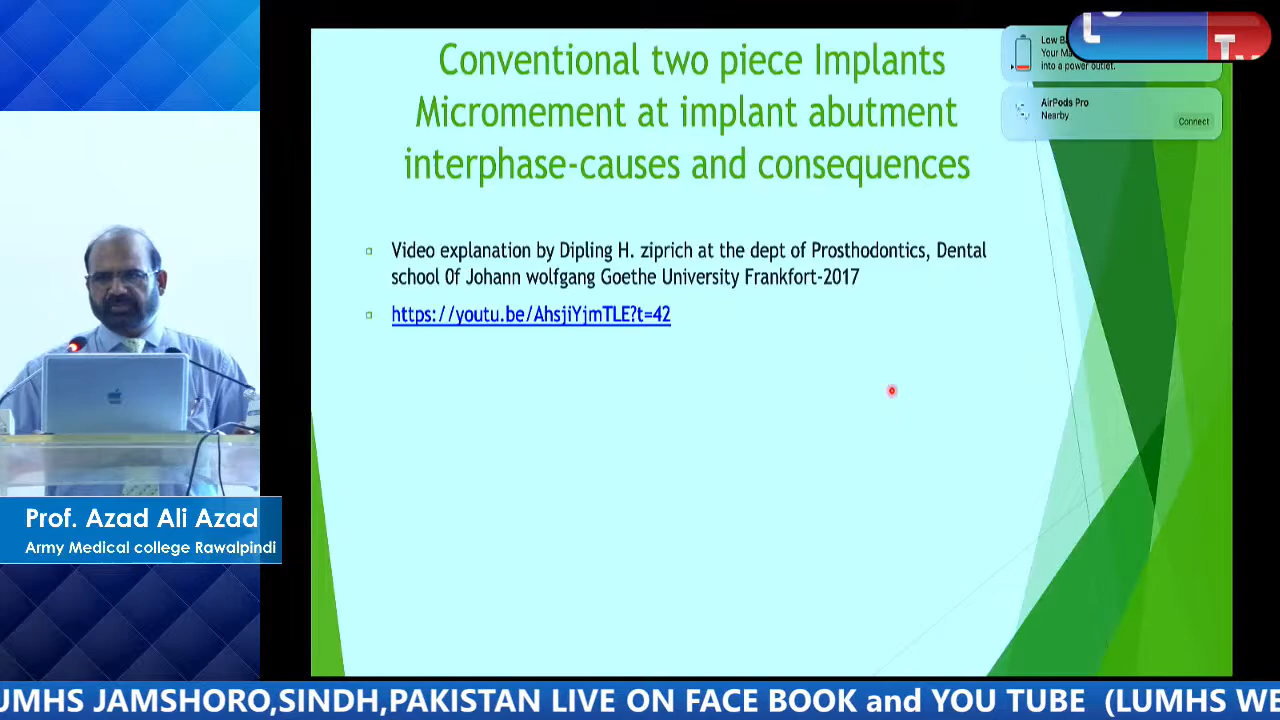 Conventional two piece Implants
Micromement at implant abutment
interphase-causes and consequences
Low
Your
into a power outlet.
AirPods Pro
Nearby
Connect
Video explanation by Dipling H. ziprich at the dept of Prosthodontics, Dental
school 0f Johann wolfgang Goethe University Frankfort-2017
https://youtu.be/AhsjiYjmTLE?t=42
Prof. Azad Ali Azad
Army Medical college Rawalpindi
JAMSHORO,SINDH,PAKISTAN LIVE ON FACE BOOK and YOU TUBE (LUMHS